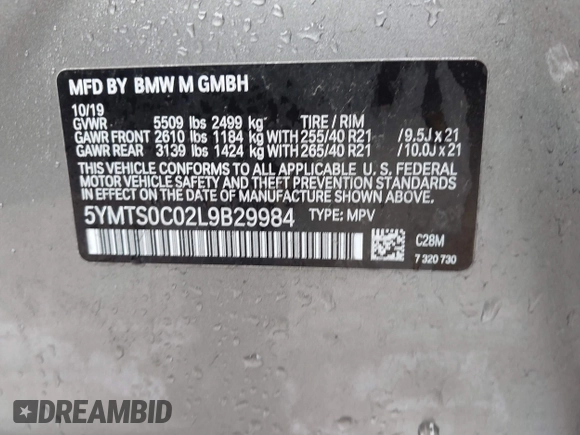 MFD BY BMW M GMBH
10/19
GVWR 5509 lbs 2499 kg TIRE / RIM
GAWR FRONT 2610 lbs 1184 kg WITH 255/40 R21 / 9.5J x 21
GAWR REAR 3139 lbs 1424 kg WITH 265/40 R21 / 10.0J x 21
THIS VEHICLE CONFORMS TO ALL APPLICABLE U. S. FEDERAL
MOTOR VEHICLE SAFETY AND THEFT PREVENTION STANDARDS
IN EFFECT ON THE DATE OF MANUFACTURE SHOWN ABOVE.
5YMTS0C02L9B29984 TYPE: MPV
C28M
7 320 730
DREAMBID